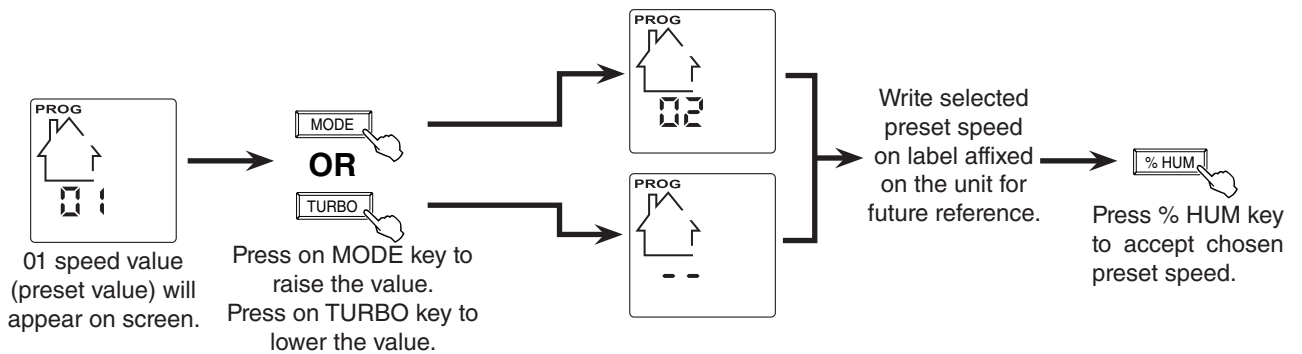 PROG
01
01 speed value
(preset value) will
appear on screen.
MODE
OR
TURBO
Press on MODE key to
raise the value.
Press on TURBO key to
lower the value.
PROG
02
PROG
--
Write selected
preset speed
on label affixed
on the unit for
future reference.
% HUM
Press % HUM key
to accept chosen
preset speed.